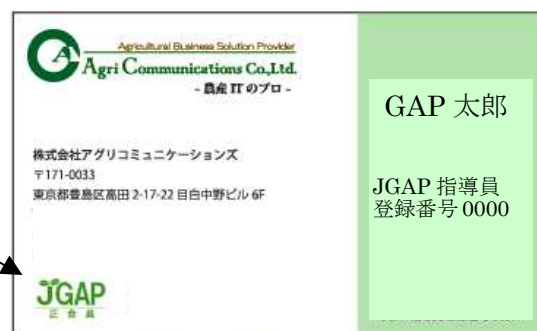 Agricultural Business Solution Provider
Agri Communications Co.,Ltd.
- 農産 IT のプロ -
株式会社アグリコミュニケーションズ
〒171-0033
東京都豊島区高田 2-17-22 目白中野ビル 6F
JGAP
正会員
GAP 太郎
JGAP 指導員
登録番号 0000